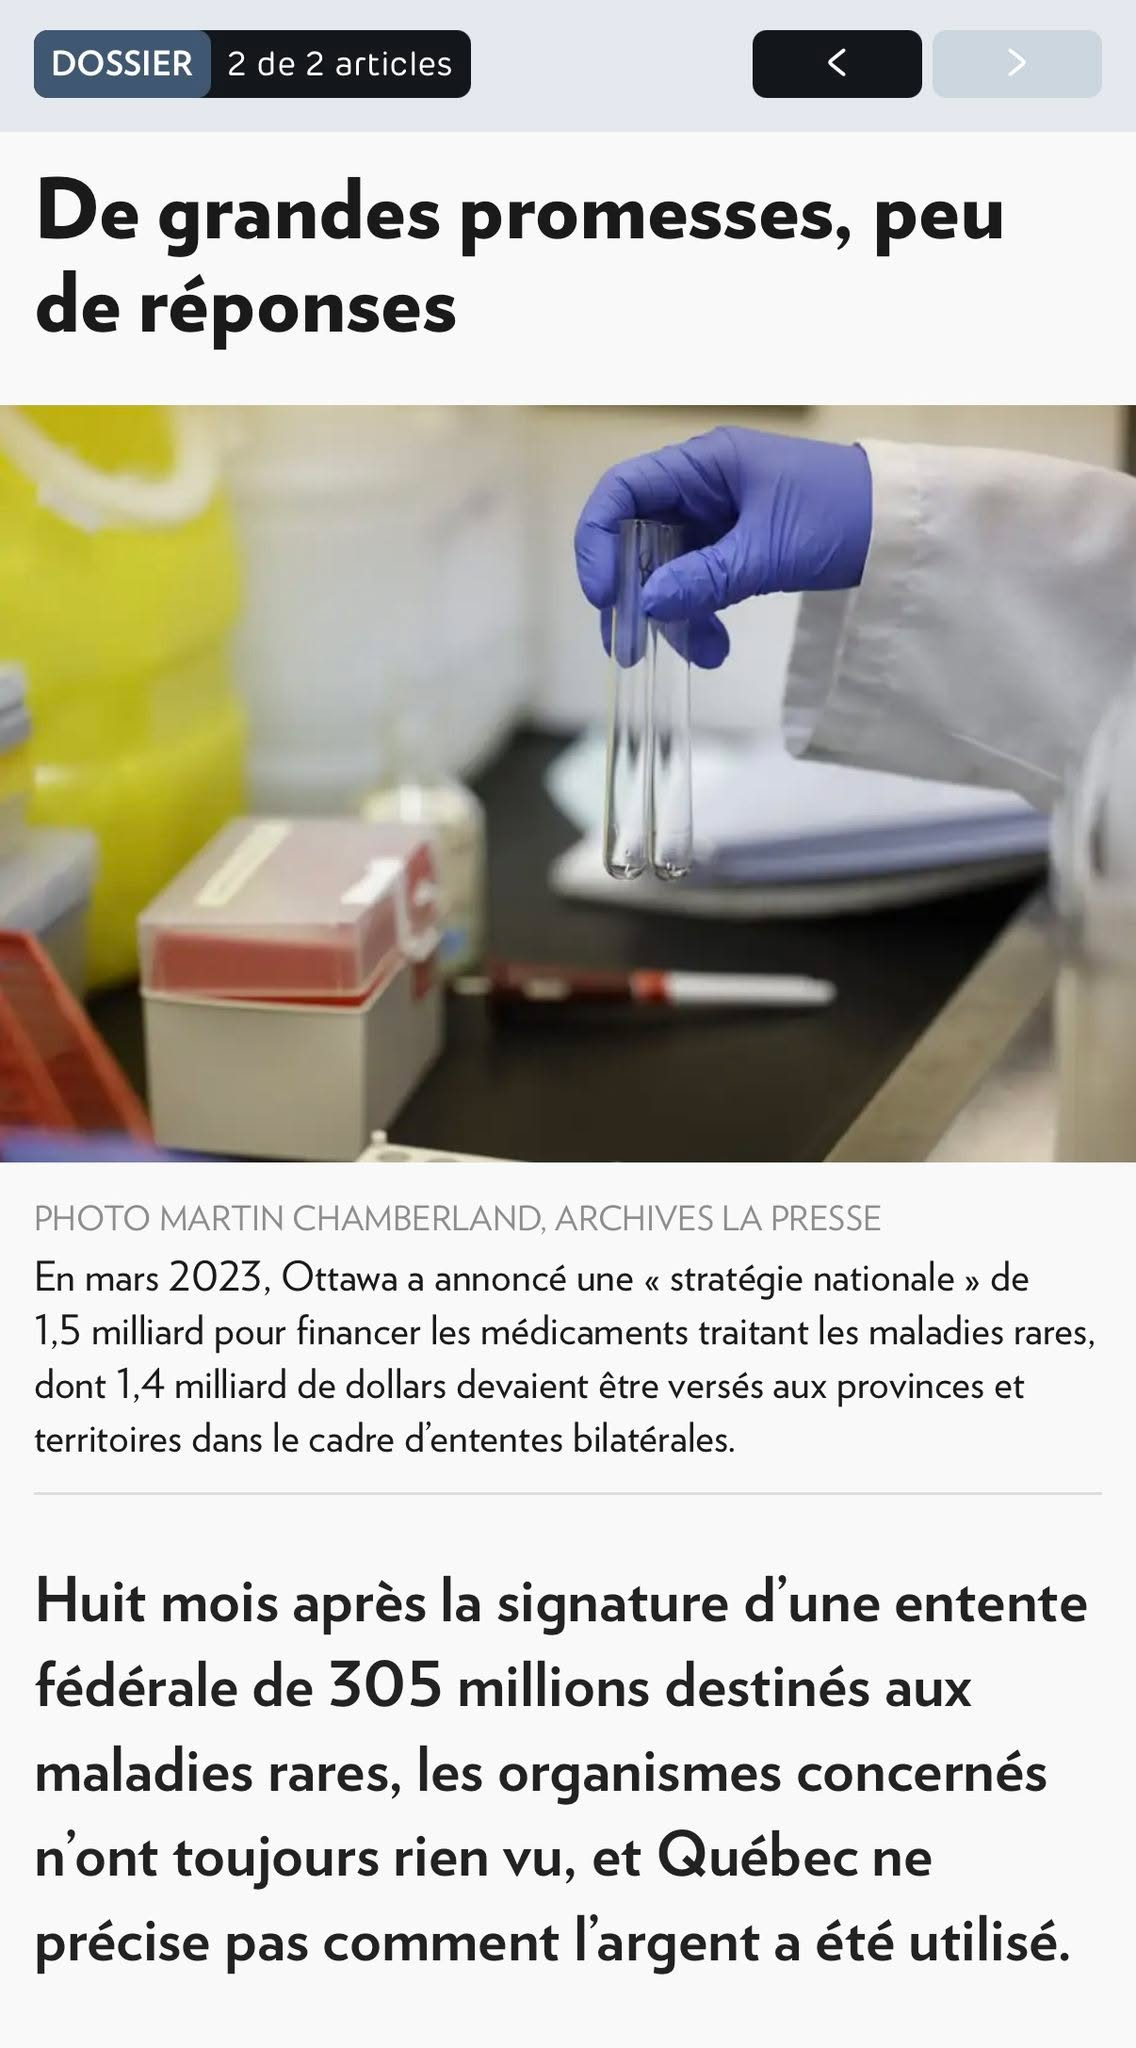 DOSSIER 2 de 2 articles
De grandes promesses, peu
de réponses
PHOTO MARTIN CHAMBERLAND, ARCHIVES LA PRESSE
En mars 2023, Ottawa a annoncé une « stratégie nationale » de
1,5 milliard pour financer les médicaments traitant les maladies rares,
dont 1,4 milliard de dollars devaient être versés aux provinces et
territoires dans le cadre d’ententes bilatérales.
Huit mois après la signature d’une entente
fédérale de 305 millions destinés aux
maladies rares, les organismes concernés
n’ont toujours rien vu, et Québec ne
précise pas comment l’argent a été utilisé.